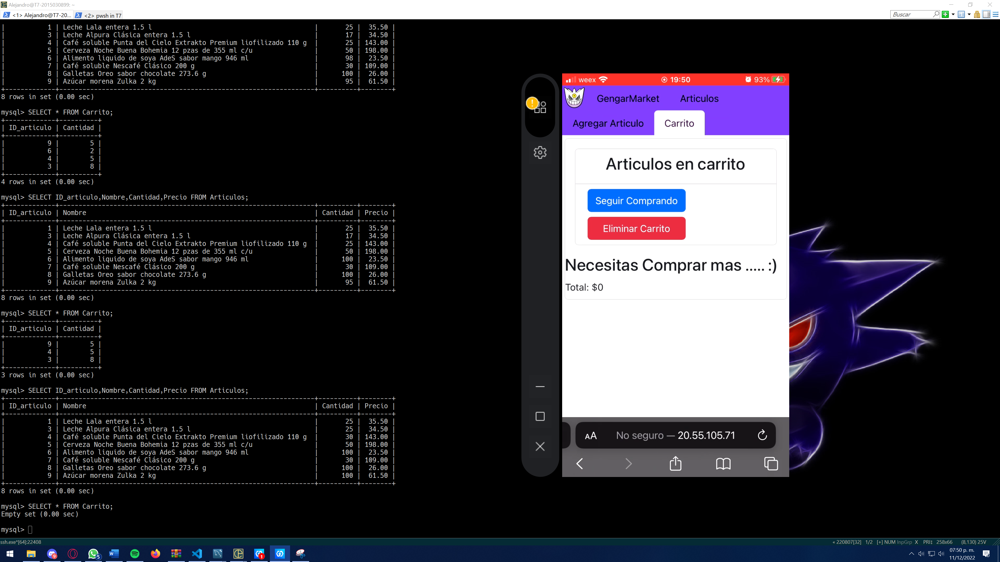 Alejandro@T7-2015030899: ~
<1> Alejandro@T7-20... <2> pwsh in T7
Buscar
| 1 | Leche Lala entera 1.5 l | 25 | 35.50 |
| 3 | Leche Alpura Clásica entera 1.5 l | 17 | 34.50 |
| 4 | Café soluble Punta del Cielo Extrakto Premium liofilizado 110 g | 25 | 143.00 |
| 5 | Cerveza Noche Buena Bohemia 12 pzas de 355 ml c/u | 50 | 198.00 |
| 6 | Alimento liquido de soya AdeS sabor mango 946 ml | 98 | 23.50 |
| 7 | Café soluble Nescafé Clásico 200 g | 30 | 109.00 |
| 8 | Galletas Oreo sabor chocolate 273.6 g | 100 | 26.00 |
| 9 | Azúcar morena Zulka 2 kg | 95 | 61.50 |
8 rows in set (0.00 sec)
mysql> SELECT * FROM Carrito;
| ID_articulo | Cantidad |
| 9 | 5 |
| 6 | 2 |
| 4 | 5 |
| 3 | 8 |
4 rows in set (0.00 sec)
mysql> SELECT ID_articulo,Nombre,Cantidad,Precio FROM Articulos;
| ID_articulo | Nombre | Cantidad | Precio |
| 1 | Leche Lala entera 1.5 l | 25 | 35.50 |
| 3 | Leche Alpura Clásica entera 1.5 l | 17 | 34.50 |
| 4 | Café soluble Punta del Cielo Extrakto Premium liofilizado 110 g | 25 | 143.00 |
| 5 | Cerveza Noche Buena Bohemia 12 pzas de 355 ml c/u | 50 | 198.00 |
| 6 | Alimento liquido de soya AdeS sabor mango 946 ml | 100 | 23.50 |
| 7 | Café soluble Nescafé Clásico 200 g | 30 | 109.00 |
| 8 | Galletas Oreo sabor chocolate 273.6 g | 100 | 26.00 |
| 9 | Azúcar morena Zulka 2 kg | 95 | 61.50 |
8 rows in set (0.00 sec)
mysql> SELECT * FROM Carrito;
| ID_articulo | Cantidad |
| 9 | 5 |
| 4 | 5 |
| 3 | 8 |
3 rows in set (0.00 sec)
mysql> SELECT ID_articulo,Nombre,Cantidad,Precio FROM Articulos;
| ID_articulo | Nombre | Cantidad | Precio |
| 1 | Leche Lala entera 1.5 l | 25 | 35.50 |
| 3 | Leche Alpura Clásica entera 1.5 l | 25 | 34.50 |
| 4 | Café soluble Punta del Cielo Extrakto Premium liofilizado 110 g | 30 | 143.00 |
| 5 | Cerveza Noche Buena Bohemia 12 pzas de 355 ml c/u | 50 | 198.00 |
| 6 | Alimento liquido de soya AdeS sabor mango 946 ml | 100 | 23.50 |
| 7 | Café soluble Nescafé Clásico 200 g | 30 | 109.00 |
| 8 | Galletas Oreo sabor chocolate 273.6 g | 100 | 26.00 |
| 9 | Azúcar morena Zulka 2 kg | 100 | 61.50 |
8 rows in set (0.00 sec)
mysql> SELECT * FROM Carrito;
Empty set (0.00 sec)
mysql>
weex 19:50 93%
GengarMarket Articulos
Agregar Articulo Carrito
Articulos en carrito
Seguir Comprando
Eliminar Carrito
Necesitas Comprar mas ..... :)
Total: $0
AA No seguro — 20.55.105.71
ssh.exe*[64]:22408 « 220807[32] 1/2 [+] NUM InpGrp X PRI↕ 258x66 (8,130) 25V
9 5 1 07:50 p. m.
11/12/2022